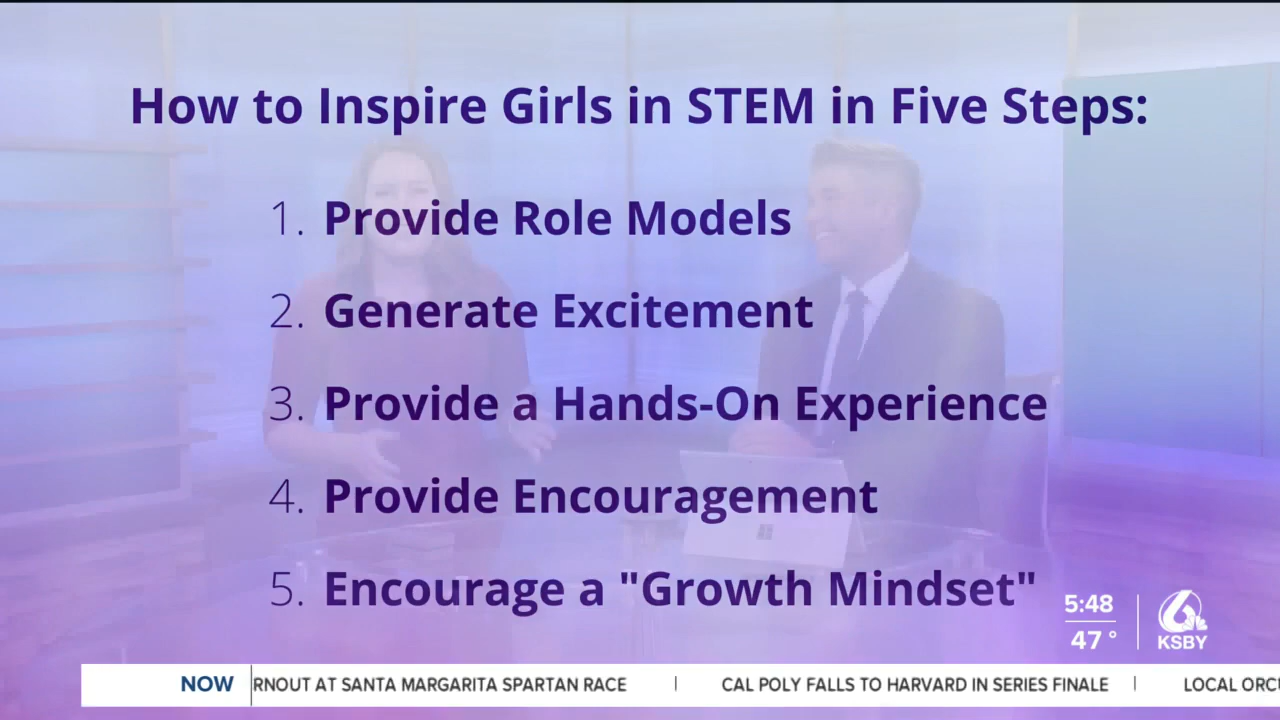 How to Inspire Girls in STEM in Five Steps:
1. Provide Role Models
2. Generate Excitement
3. Provide a Hands-On Experience
4. Provide Encouragement
5. Encourage a "Growth Mindset"
5:48
47°
6
KSBY
NOW RNOUT AT SANTA MARGARITA SPARTAN RACE | CAL POLY FALLS TO HARVARD IN SERIES FINALE | LOCAL ORCU